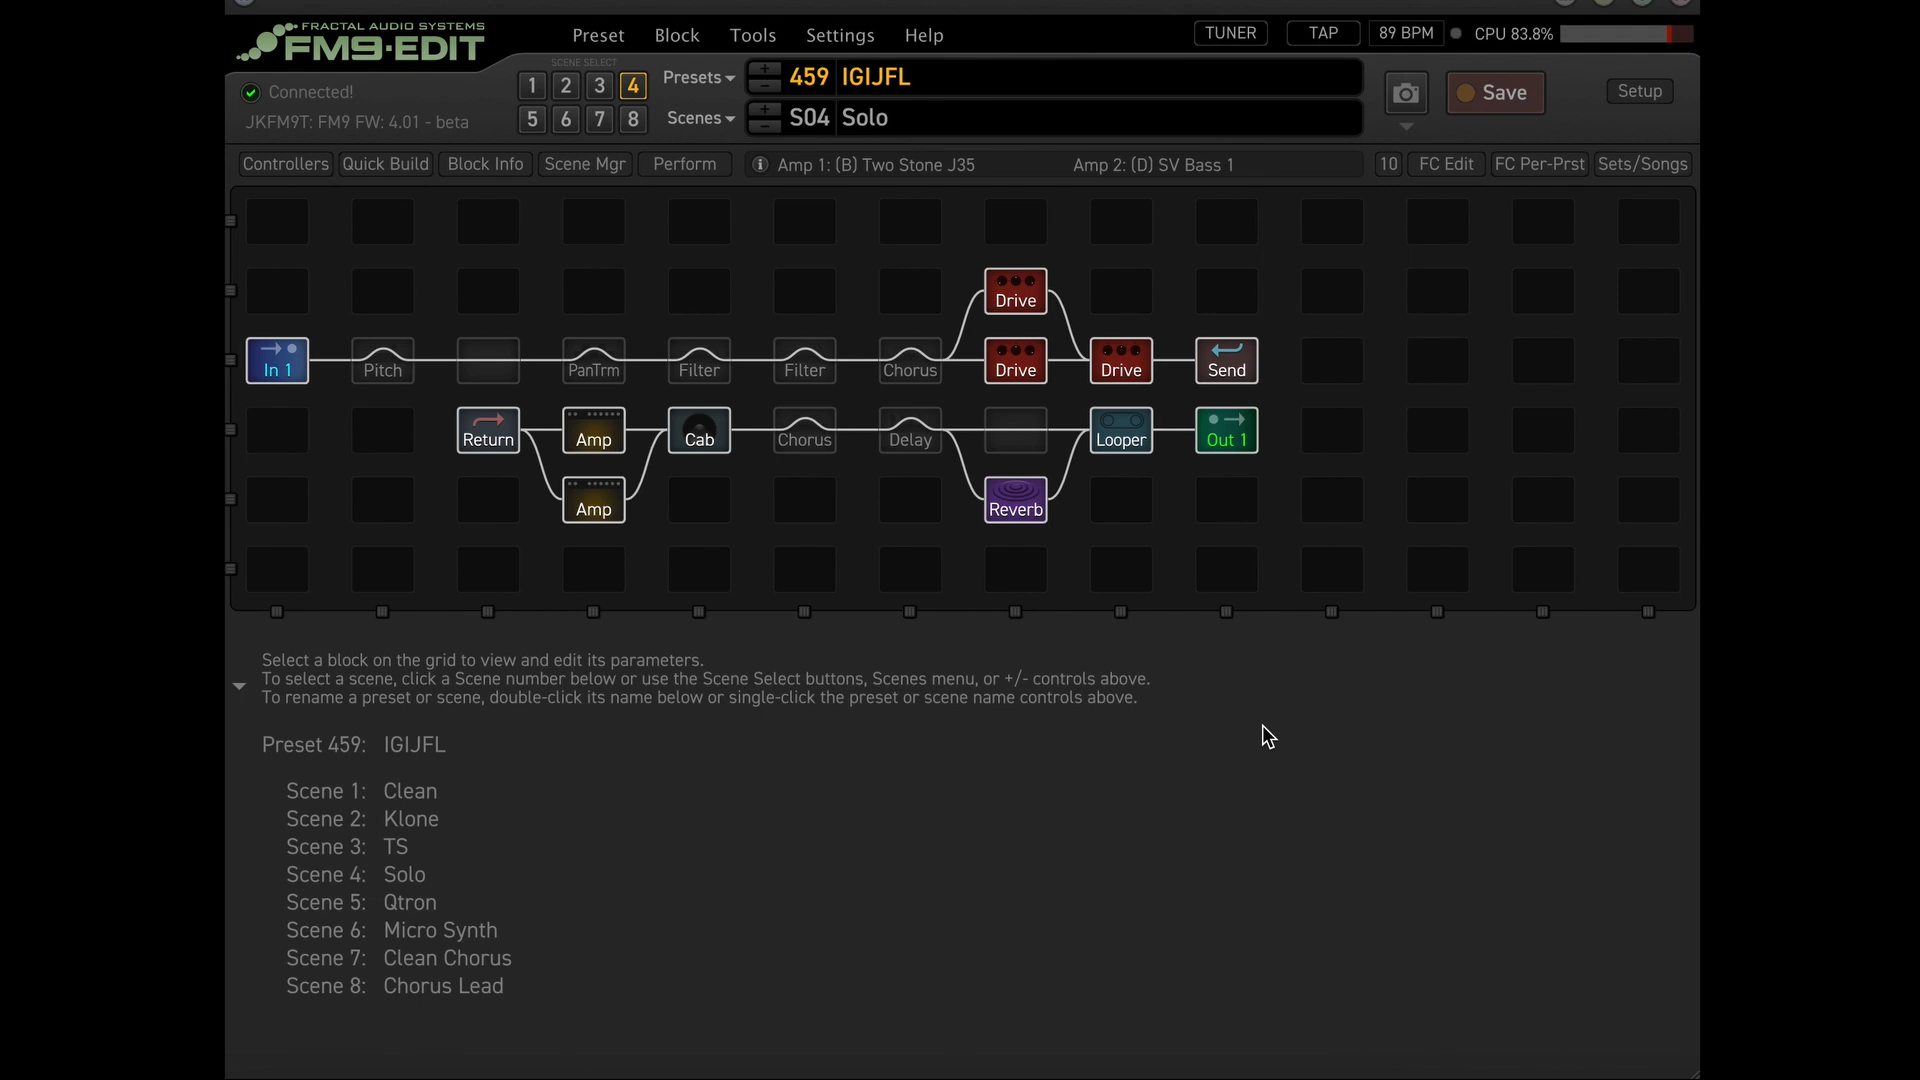 FRACTAL AUDIO SYSTEMS
FM9-EDIT
Preset Block Tools Settings Help
TUNER TAP 89 BPM CPU 83.8%
SCENE SELECT
1 2 3 4
5 6 7 8
Connected!
JKFM9T: FM9 FW: 4.01 - beta
Presets 459 IGIJFL
Scenes S04 Solo
Save
Setup
Controllers Quick Build Block Info Scene Mgr Perform
Amp 1: (B) Two Stone J35 Amp 2: (D) SV Bass 1
10 FC Edit FC Per-Prst Sets/Songs
Drive
In 1 Pitch PanTrm Filter Filter Chorus Drive Drive Send
Return Amp Cab Chorus Delay Looper Out 1
Amp Reverb
Select a block on the grid to view and edit its parameters.
To select a scene, click a Scene number below or use the Scene Select buttons, Scenes menu, or +/- controls above.
To rename a preset or scene, double-click its name below or single-click the preset or scene name controls above.
Preset 459: IGIJFL
Scene 1: Clean
Scene 2: Klone
Scene 3: TS
Scene 4: Solo
Scene 5: Qtron
Scene 6: Micro Synth
Scene 7: Clean Chorus
Scene 8: Chorus Lead